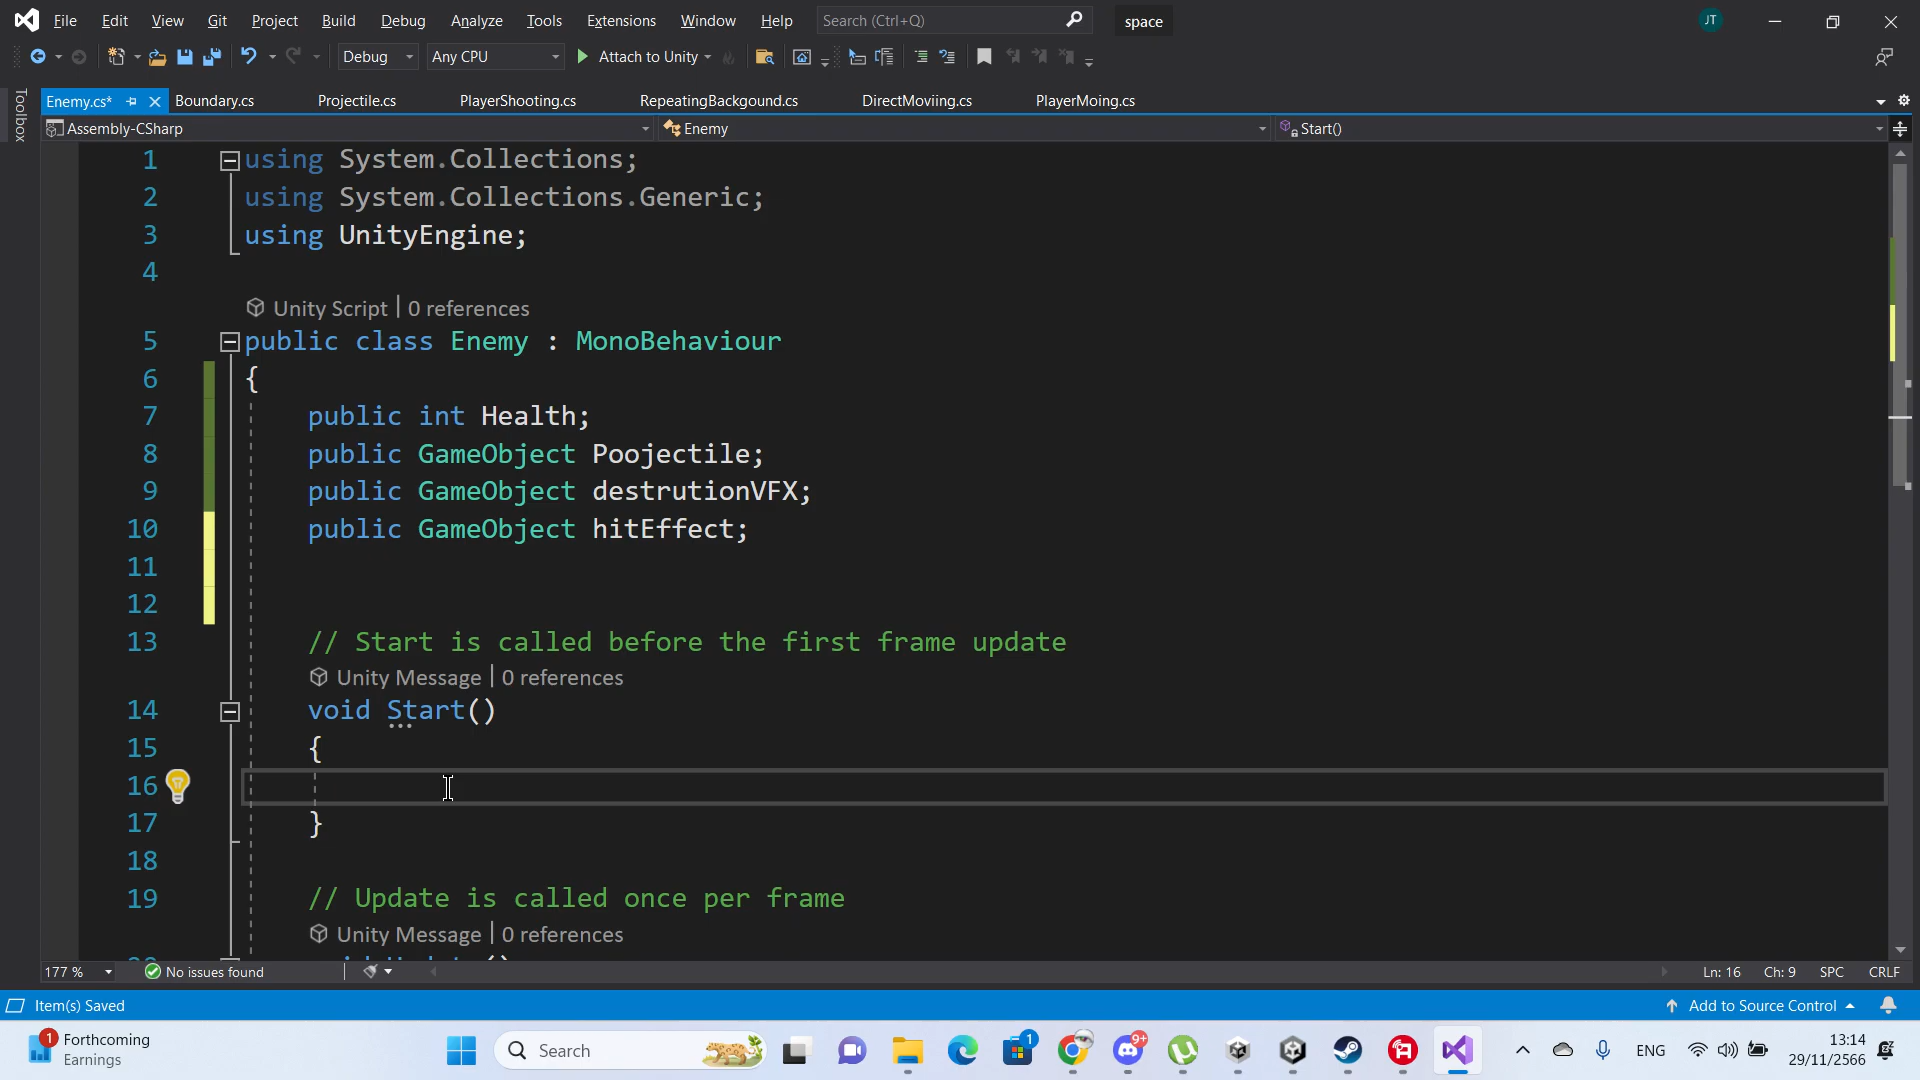 File Edit View Git Project Build Debug Analyze Tools Extensions Window Help Search (Ctrl+Q) space JT
Debug Any CPU Attach to Unity
Toolbox
Enemy.cs* Boundary.cs Projectile.cs PlayerShooting.cs RepeatingBackgound.cs DirectMoviing.cs PlayerMoing.cs
Assembly-CSharp Enemy Start()
1 using System.Collections;
2 using System.Collections.Generic;
3 using UnityEngine;
4
Unity Script | 0 references
5 public class Enemy : MonoBehaviour
6 {
7 public int Health;
8 public GameObject Poojectile;
9 public GameObject destrutionVFX;
10 public GameObject hitEffect;
11
12
13 // Start is called before the first frame update
Unity Message | 0 references
14 void Start()
15 {
16
17 }
18
19 // Update is called once per frame
Unity Message | 0 references
177 % No issues found Ln: 16 Ch: 9 SPC CRLF
Item(s) Saved Add to Source Control
1 Forthcoming
Earnings
Search 1 9+ ENG 13:14
29/11/2566